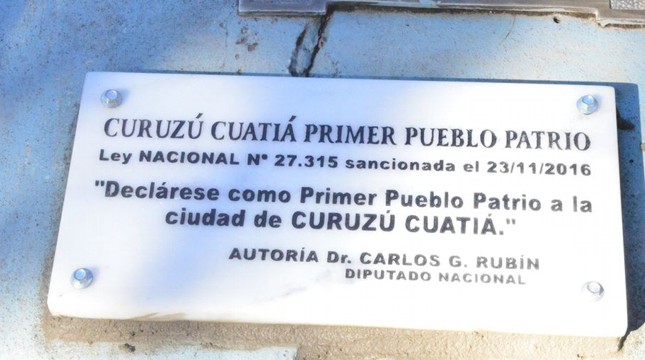 CURUZÚ CUATIÁ PRIMER PUEBLO PATRIO
Ley NACIONAL N° 27.315 sancionada el 23/11/2016
"Declárese como Primer Pueblo Patrio a la
ciudad de CURUZÚ CUATIÁ."
AUTORÍA Dr. CARLOS G. RUBÍN
DIPUTADO NACIONAL